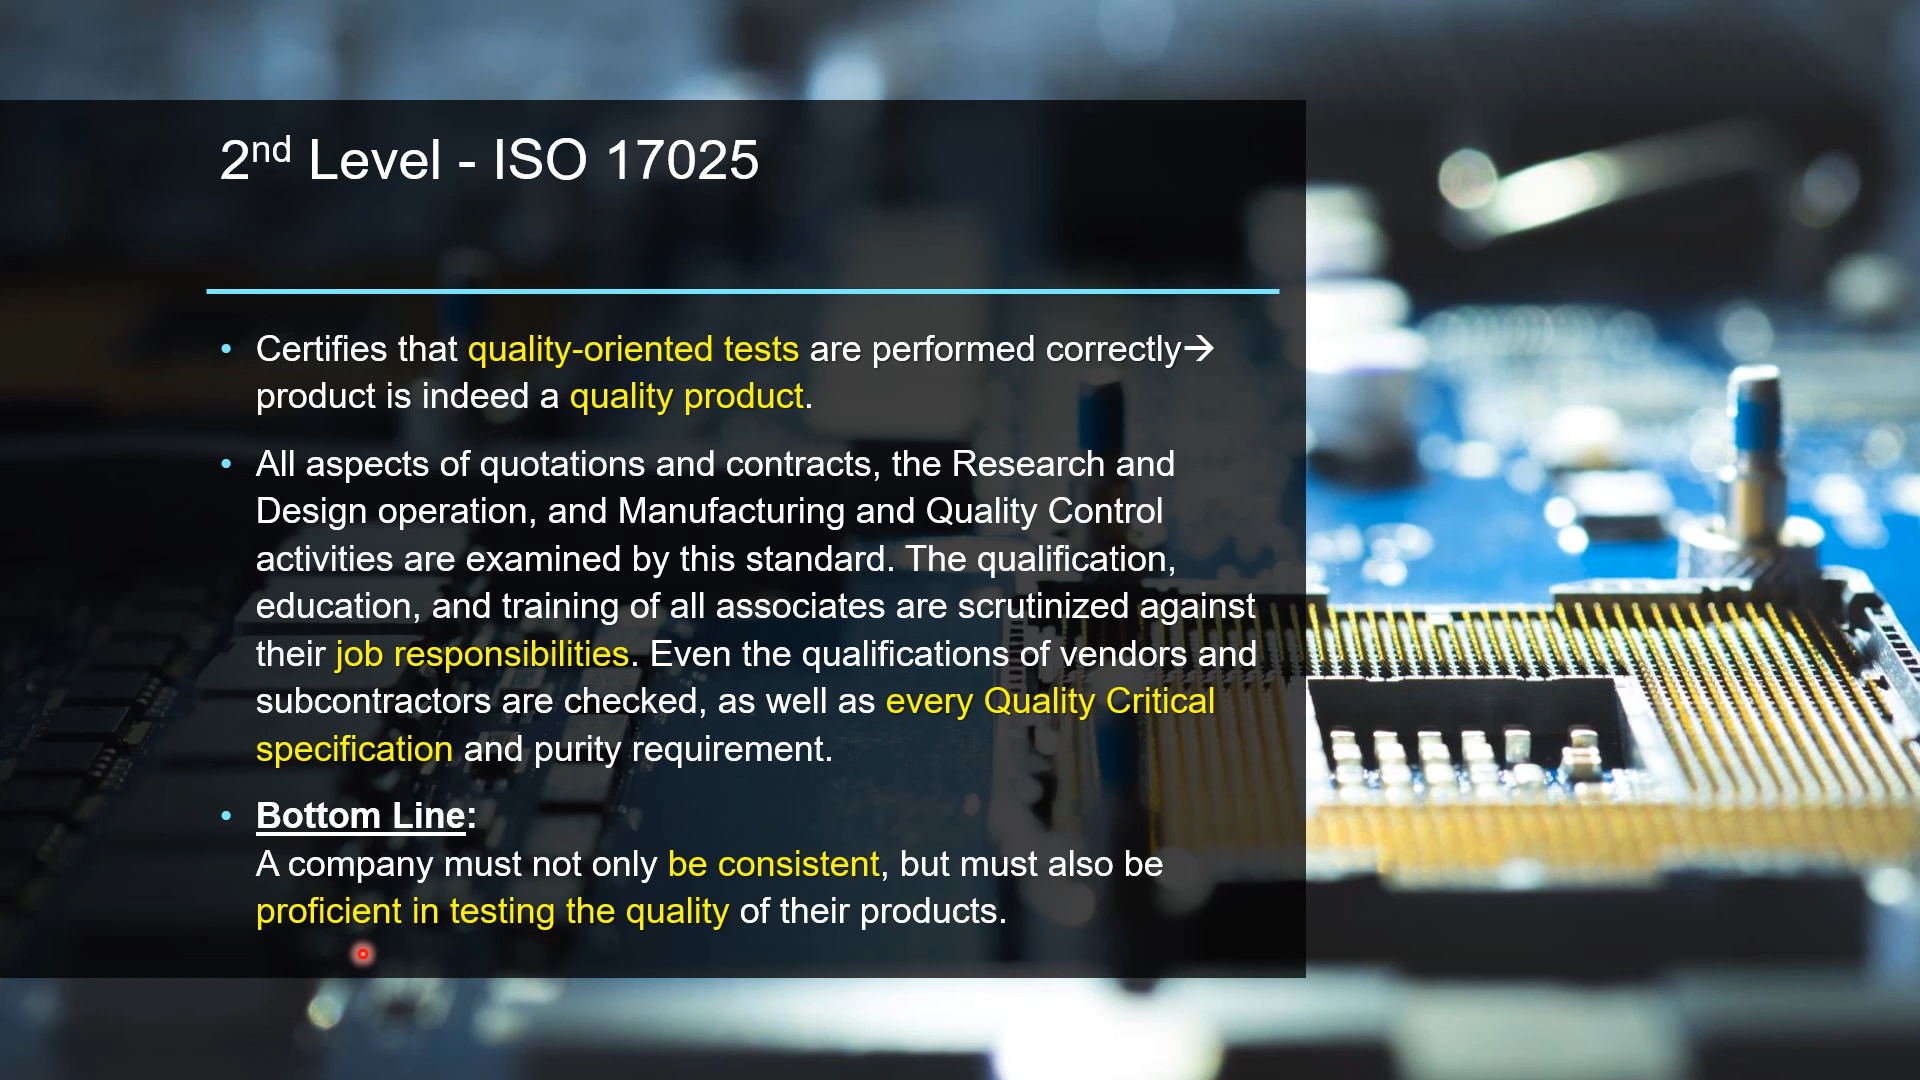 2nd Level - ISO 17025
• Certifies that quality-oriented tests are performed correctly→
product is indeed a quality product.
• All aspects of quotations and contracts, the Research and
Design operation, and Manufacturing and Quality Control
activities are examined by this standard. The qualification,
education, and training of all associates are scrutinized against
their job responsibilities. Even the qualifications of vendors and
subcontractors are checked, as well as every Quality Critical
specification and purity requirement.
• Bottom Line:
A company must not only be consistent, but must also be
proficient in testing the quality of their products.